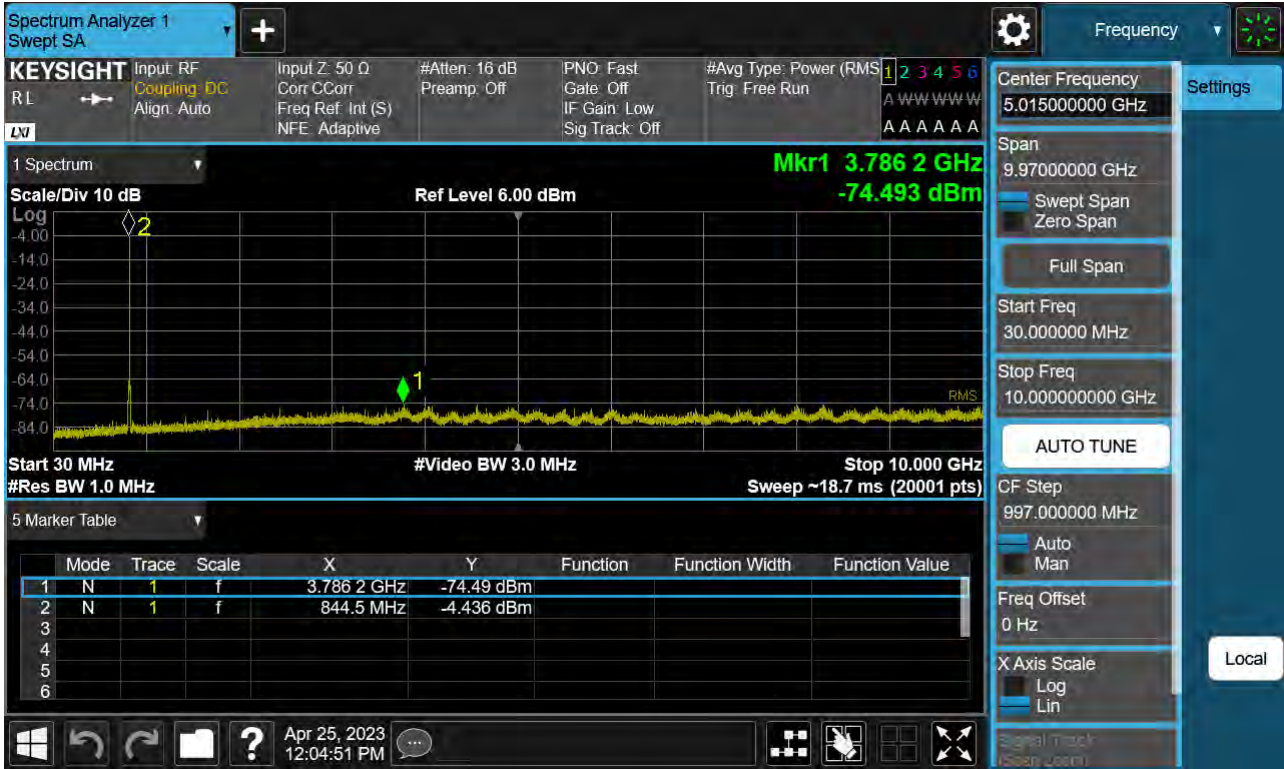 Spectrum Analyzer 1
Swept SA
Frequency
KEYSIGHT
RL
LXI
Input: RF
Coupling: DC
Align: Auto
Input Z: 50 Ω
Corr CCorr
Freq Ref: Int (S)
NFE: Adaptive
#Atten: 16 dB
Preamp: Off
PNO: Fast
Gate: Off
IF Gain: Low
Sig Track: Off
#Avg Type: Power (RMS
Trig: Free Run
1 2 3 4 5 6
A W W W W W
A A A A A A
Center Frequency
5.015000000 GHz
Settings
Span
9.97000000 GHz
Swept Span
Zero Span
Full Span
Start Freq
30.000000 MHz
Stop Freq
10.000000000 GHz
AUTO TUNE
CF Step
997.000000 MHz
Auto
Man
Freq Offset
0 Hz
X Axis Scale
Log
Lin
Signal Track
(Span Zoom)
Local
1 Spectrum
Mkr1 3.786 2 GHz
-74.493 dBm
Scale/Div 10 dB
Ref Level 6.00 dBm
Log
-4.00
-14.0
-24.0
-34.0
-44.0
-54.0
-64.0
-74.0
-84.0
2
1
RMS
Start 30 MHz
#Video BW 3.0 MHz
Stop 10.000 GHz
#Res BW 1.0 MHz
Sweep ~18.7 ms (20001 pts)
5 Marker Table
Mode Trace Scale X Y Function Function Width Function Value
1 N 1 f 3.786 2 GHz -74.49 dBm
2 N 1 f 844.5 MHz -4.436 dBm
3
4
5
6
?
Apr 25, 2023
12:04:51 PM